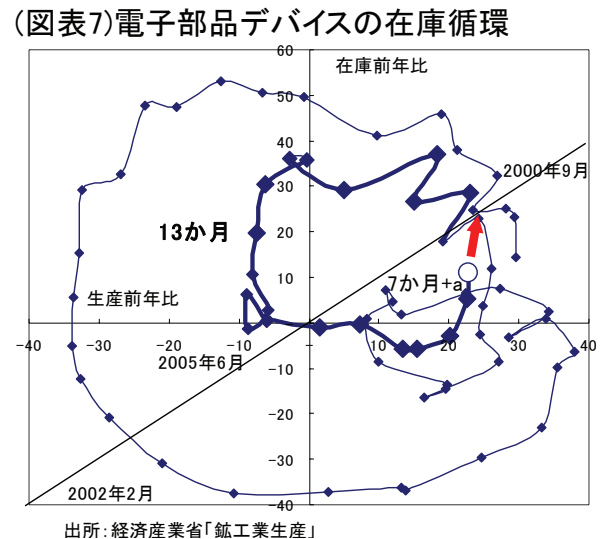 (図表7)電子部品デバイスの在庫循環
60
在庫前年比
50
40
2000年9月
30
13か月
20
10
7か月+a
生産前年比
0
-40
-30
-20
-10
0
10
20
30
40
2005年6月
-10
-20
-30
2002年2月
-40
出所：経済産業省「鉱工業生産」